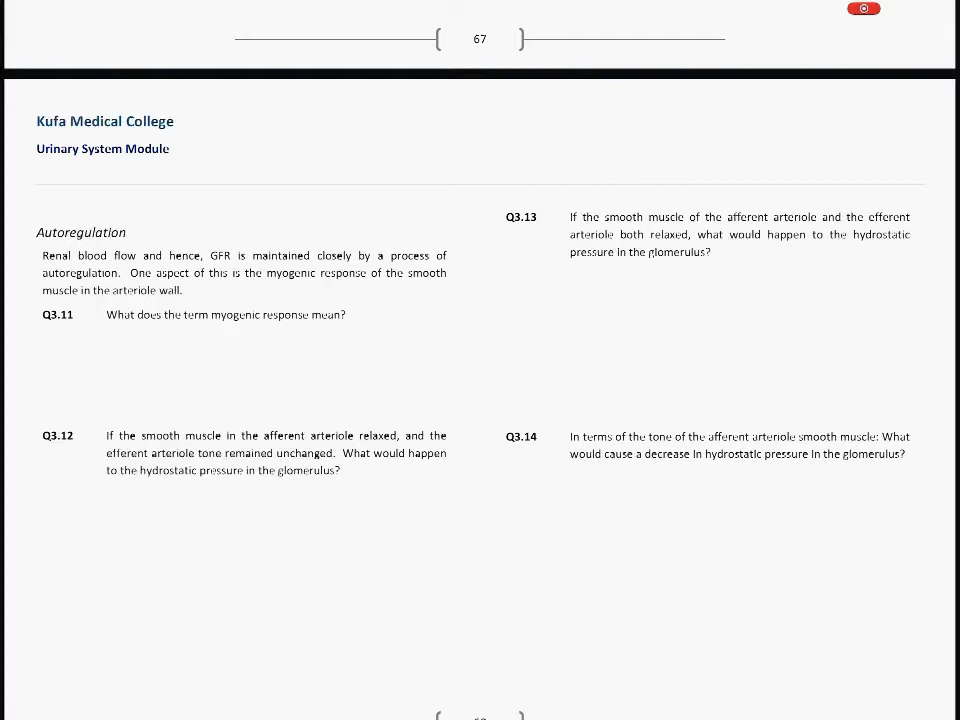 67
Kufa Medical College
Urinary System Module
Autoregulation
Renal blood flow and hence, GFR is maintained closely by a process of
autoregulation. One aspect of this is the myogenic response of the smooth
muscle in the arteriole wall.
Q3.11 What does the term myogenic response mean?
Q3.12 If the smooth muscle in the afferent arteriole relaxed, and the
efferent arteriole tone remained unchanged. What would happen
to the hydrostatic pressure in the glomerulus?
Q3.13 If the smooth muscle of the afferent arteriole and the efferent
arteriole both relaxed, what would happen to the hydrostatic
pressure in the glomerulus?
Q3.14 In terms of the tone of the afferent arteriole smooth muscle: What
would cause a decrease in hydrostatic pressure in the glomerulus?